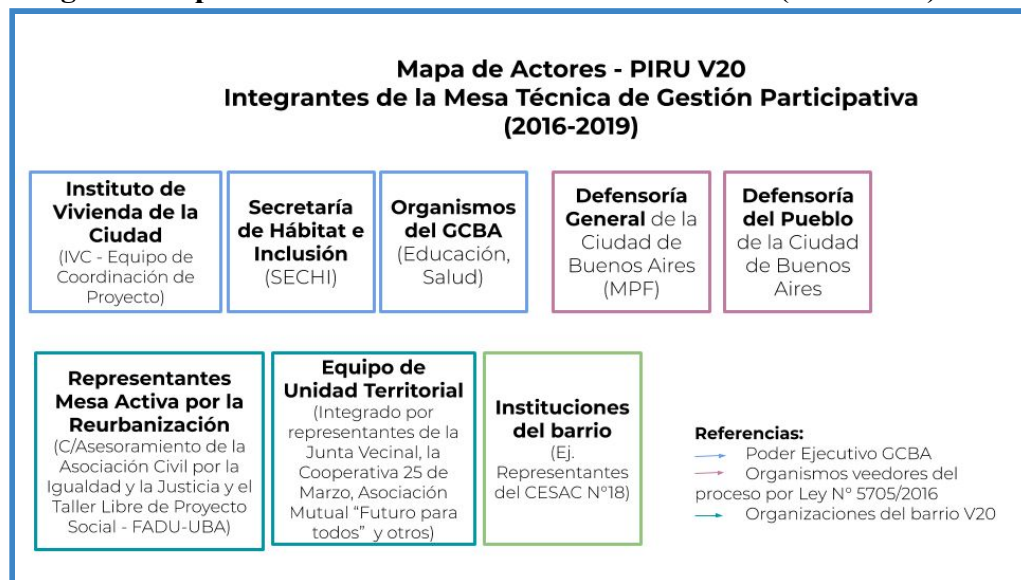 Mapa de Actores - PIRU V20
Integrantes de la Mesa Técnica de Gestión Participativa
(2016-2019)
Instituto de
Vivienda de la
Ciudad
(IVC - Equipo de
Coordinación de
Proyecto)
Secretaría
de Hábitat e
Inclusión
(SECHI)
Organismos
del GCBA
(Educación,
Salud)
Defensoría
General de la
Ciudad de
Buenos Aires
(MPF)
Defensoría
del Pueblo
de la Ciudad
de Buenos
Aires
Representantes
Mesa Activa por la
Reurbanización
(C/Asesoramiento de la
Asociación Civil por la
Igualdad y la Justicia y el
Taller Libre de Proyecto
Social - FADU-UBA)
Equipo de
Unidad Territorial
(Integrado por
representantes de la
Junta Vecinal, la
Cooperativa 25 de
Marzo, Asociación
Mutual “Futuro para
todos” y otros)
Instituciones
del barrio
(Ej.
Representantes
del CESAC N°18)
Referencias:
Poder Ejecutivo GCBA
Organismos veedores del
proceso por Ley N° 5705/2016
Organizaciones del barrio V20